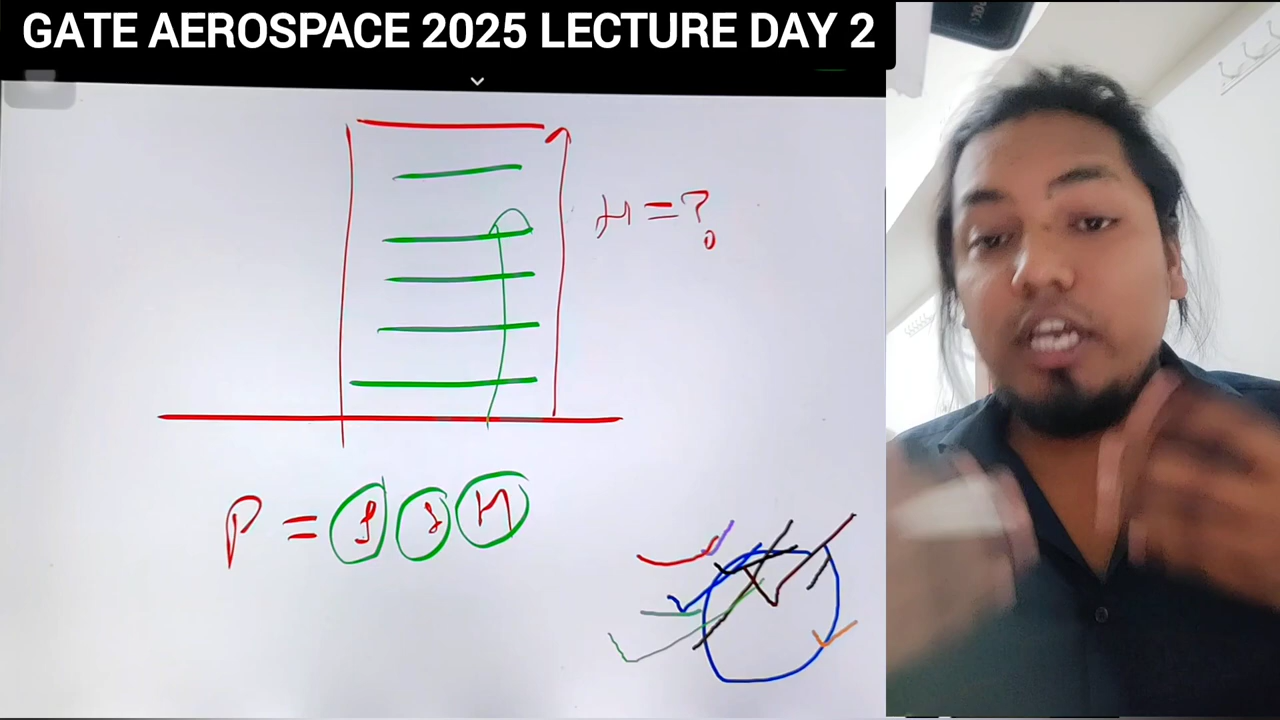 GATE AEROSPACE 2025 LECTURE DAY 2
H = ?
P = ρ g H